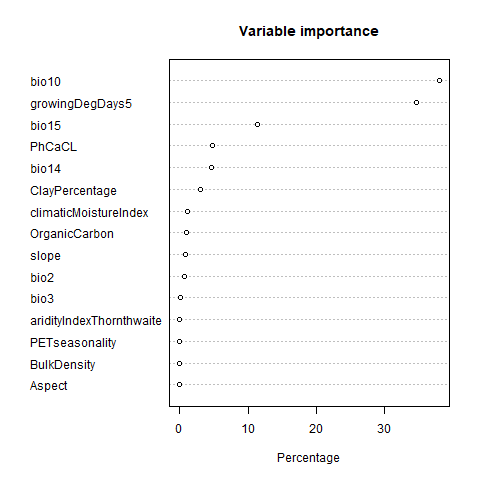 Variable importance
bio10
growingDegDays5
bio15
PhCaCL
bio14
ClayPercentage
climaticMoistureIndex
OrganicCarbon
slope
bio2
bio3
aridityIndexThornthwaite
PETseasonality
BulkDensity
Aspect
0 10 20 30
Percentage